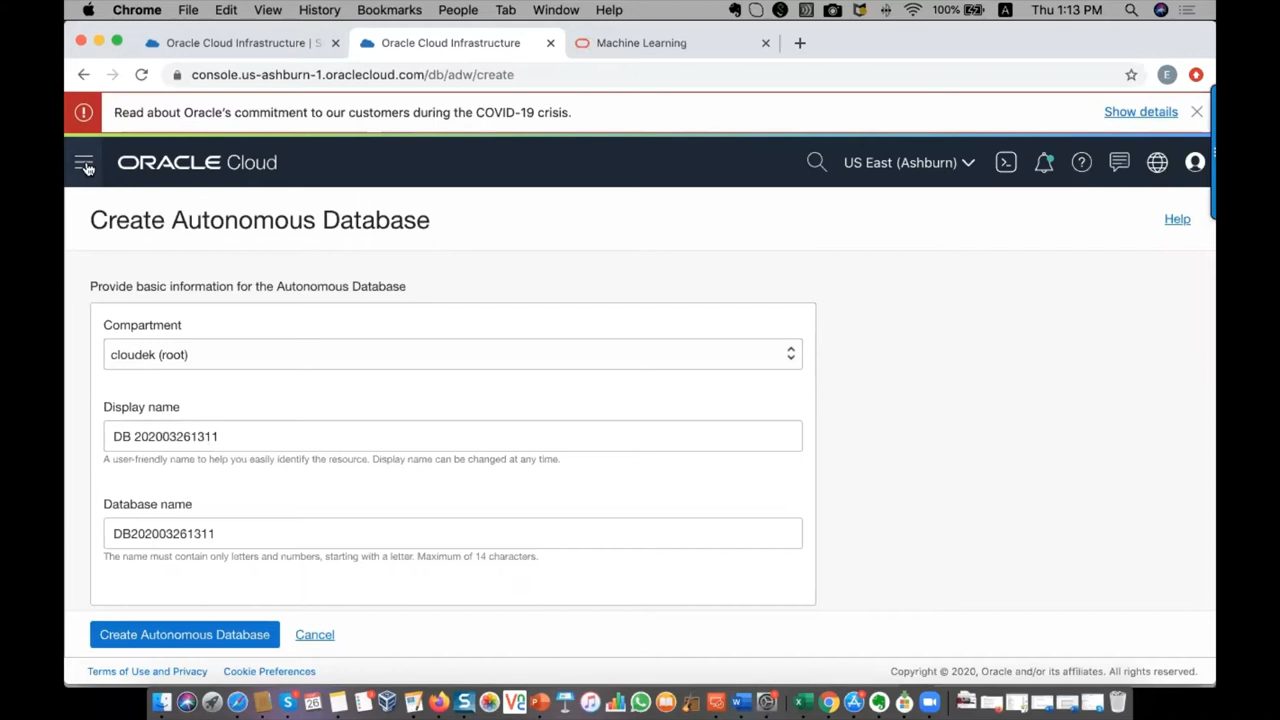 Chrome File Edit View History Bookmarks People Tab Window Help 100% A Thu 1:13 PM
Oracle Cloud Infrastructure | S Oracle Cloud Infrastructure Machine Learning
console.us-ashburn-1.oraclecloud.com/db/adw/create E
Read about Oracle's commitment to our customers during the COVID-19 crisis. Show details
ORACLE Cloud US East (Ashburn)
Create Autonomous Database Help
Provide basic information for the Autonomous Database
Compartment
cloudek (root)
Display name
DB 202003261311
A user-friendly name to help you easily identify the resource. Display name can be changed at any time.
Database name
DB202003261311
The name must contain only letters and numbers, starting with a letter. Maximum of 14 characters.
Create Autonomous Database Cancel
Terms of Use and Privacy Cookie Preferences Copyright © 2020, Oracle and/or its affiliates. All rights reserved.